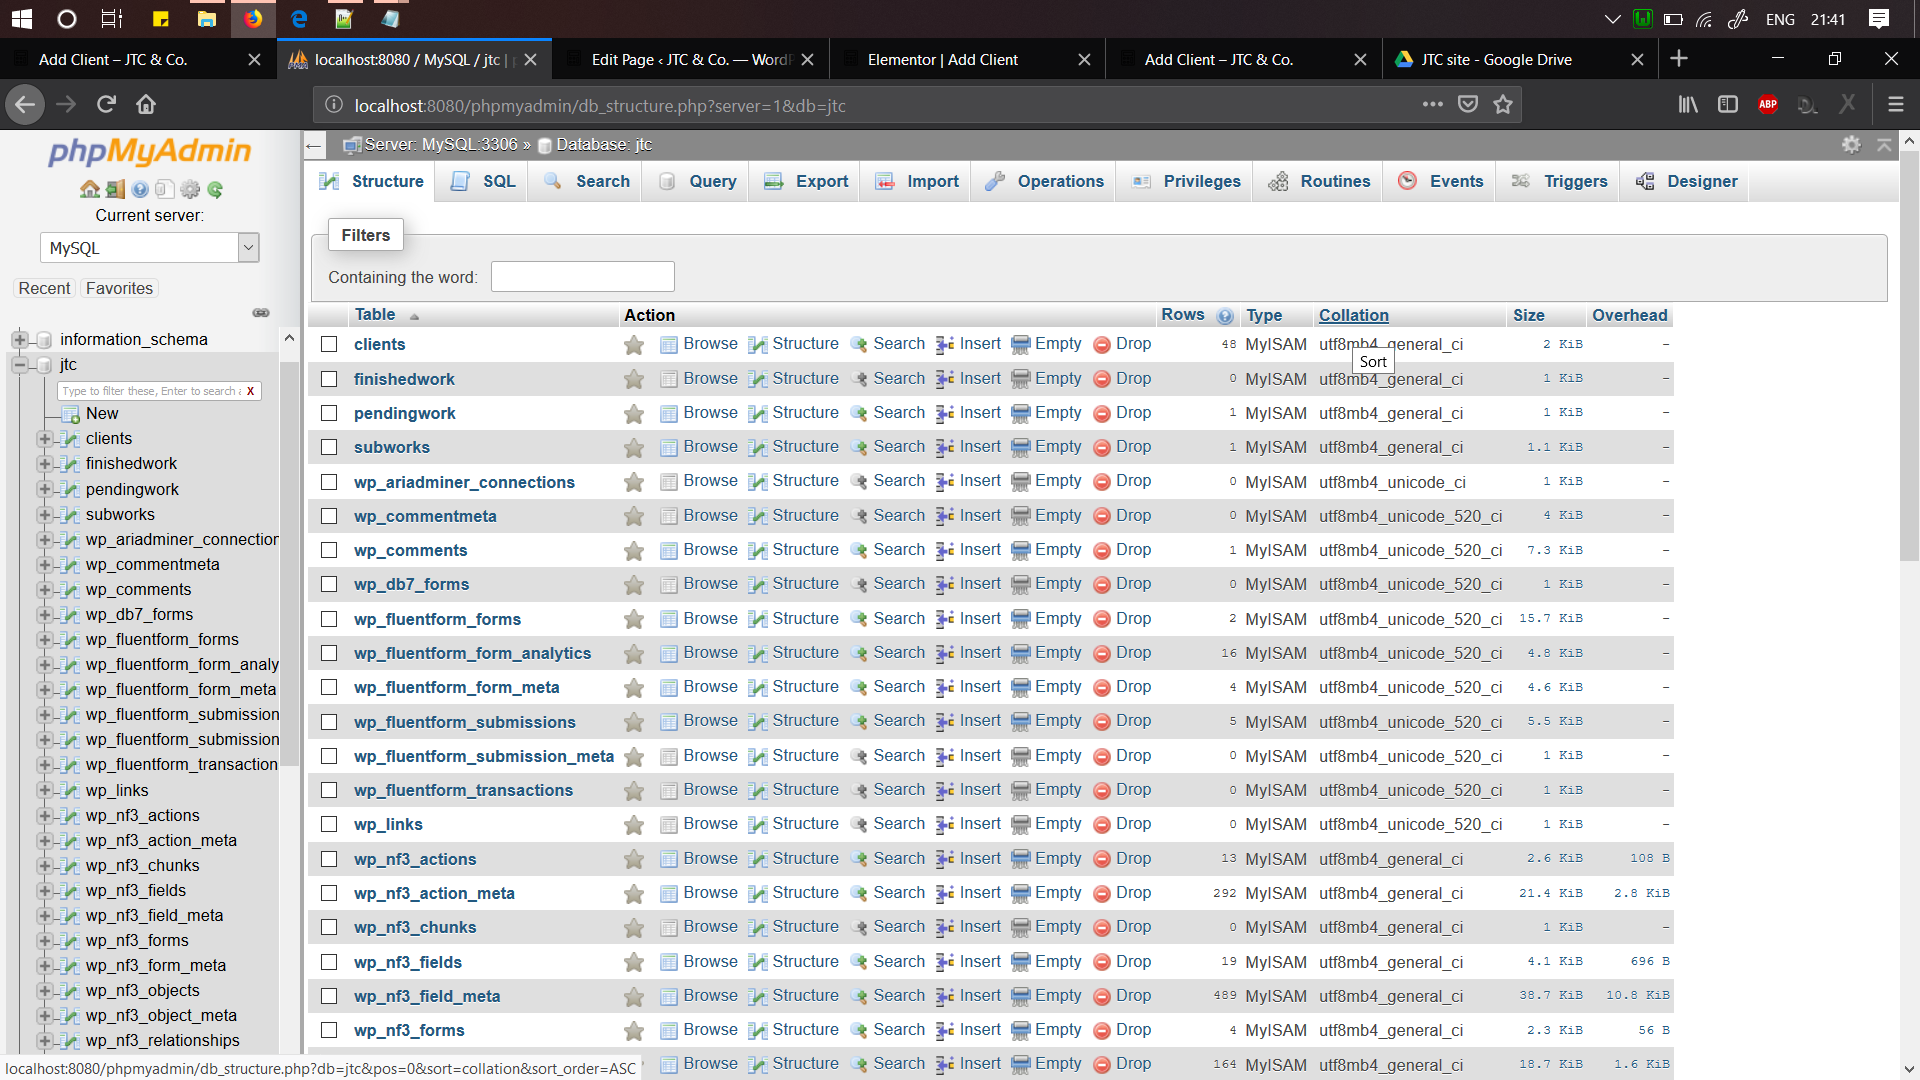 ENG 21:41
Add Client – JTC & Co.
localhost:8080 / MySQL / jtc |
Edit Page ‹ JTC & Co. — WordP
Elementor | Add Client
Add Client – JTC & Co.
JTC site - Google Drive
localhost:8080/phpmyadmin/db_structure.php?server=1&db=jtc
ABP
phpMyAdmin
Current server:
MySQL
Recent Favorites
information_schema
jtc
Type to filter these, Enter to search a X
New
clients
finishedwork
pendingwork
subworks
wp_ariadminer_connection
wp_commentmeta
wp_comments
wp_db7_forms
wp_fluentform_forms
wp_fluentform_form_analy
wp_fluentform_form_meta
wp_fluentform_submission
wp_fluentform_submission
wp_fluentform_transaction
wp_links
wp_nf3_actions
wp_nf3_action_meta
wp_nf3_chunks
wp_nf3_fields
wp_nf3_field_meta
wp_nf3_forms
wp_nf3_form_meta
wp_nf3_objects
wp_nf3_object_meta
wp_nf3_relationships
localhost:8080/phpmyadmin/db_structure.php?db=jtc&pos=0&sort=collation&sort_order=ASC
Server: MySQL:3306 » Database: jtc
Structure SQL Search Query Export Import Operations Privileges Routines Events Triggers Designer
Filters
Containing the word:
Table Action Rows Type Collation Size Overhead
clients Browse Structure Search Insert Empty Drop 48 MyISAM utf8mb4_general_ci 2 KiB -
Sort
finishedwork Browse Structure Search Insert Empty Drop 0 MyISAM utf8mb4_general_ci 1 KiB -
pendingwork Browse Structure Search Insert Empty Drop 1 MyISAM utf8mb4_general_ci 1 KiB -
subworks Browse Structure Search Insert Empty Drop 1 MyISAM utf8mb4_general_ci 1.1 KiB -
wp_ariadminer_connections Browse Structure Search Insert Empty Drop 0 MyISAM utf8mb4_unicode_ci 1 KiB -
wp_commentmeta Browse Structure Search Insert Empty Drop 0 MyISAM utf8mb4_unicode_520_ci 4 KiB -
wp_comments Browse Structure Search Insert Empty Drop 1 MyISAM utf8mb4_unicode_520_ci 7.3 KiB -
wp_db7_forms Browse Structure Search Insert Empty Drop 0 MyISAM utf8mb4_unicode_520_ci 1 KiB -
wp_fluentform_forms Browse Structure Search Insert Empty Drop 2 MyISAM utf8mb4_unicode_520_ci 15.7 KiB -
wp_fluentform_form_analytics Browse Structure Search Insert Empty Drop 16 MyISAM utf8mb4_unicode_520_ci 4.8 KiB -
wp_fluentform_form_meta Browse Structure Search Insert Empty Drop 4 MyISAM utf8mb4_unicode_520_ci 4.6 KiB -
wp_fluentform_submissions Browse Structure Search Insert Empty Drop 5 MyISAM utf8mb4_unicode_520_ci 5.5 KiB -
wp_fluentform_submission_meta Browse Structure Search Insert Empty Drop 0 MyISAM utf8mb4_unicode_520_ci 1 KiB -
wp_fluentform_transactions Browse Structure Search Insert Empty Drop 0 MyISAM utf8mb4_unicode_520_ci 1 KiB -
wp_links Browse Structure Search Insert Empty Drop 0 MyISAM utf8mb4_unicode_520_ci 1 KiB -
wp_nf3_actions Browse Structure Search Insert Empty Drop 13 MyISAM utf8mb4_general_ci 2.6 KiB 108 B
wp_nf3_action_meta Browse Structure Search Insert Empty Drop 292 MyISAM utf8mb4_general_ci 21.4 KiB 2.8 KiB
wp_nf3_chunks Browse Structure Search Insert Empty Drop 0 MyISAM utf8mb4_general_ci 1 KiB -
wp_nf3_fields Browse Structure Search Insert Empty Drop 19 MyISAM utf8mb4_general_ci 4.1 KiB 696 B
wp_nf3_field_meta Browse Structure Search Insert Empty Drop 489 MyISAM utf8mb4_general_ci 38.7 KiB 10.8 KiB
wp_nf3_forms Browse Structure Search Insert Empty Drop 4 MyISAM utf8mb4_general_ci 2.3 KiB 56 B
Browse Structure Search Insert Empty Drop 164 MyISAM utf8mb4_general_ci 18.7 KiB 1.6 KiB